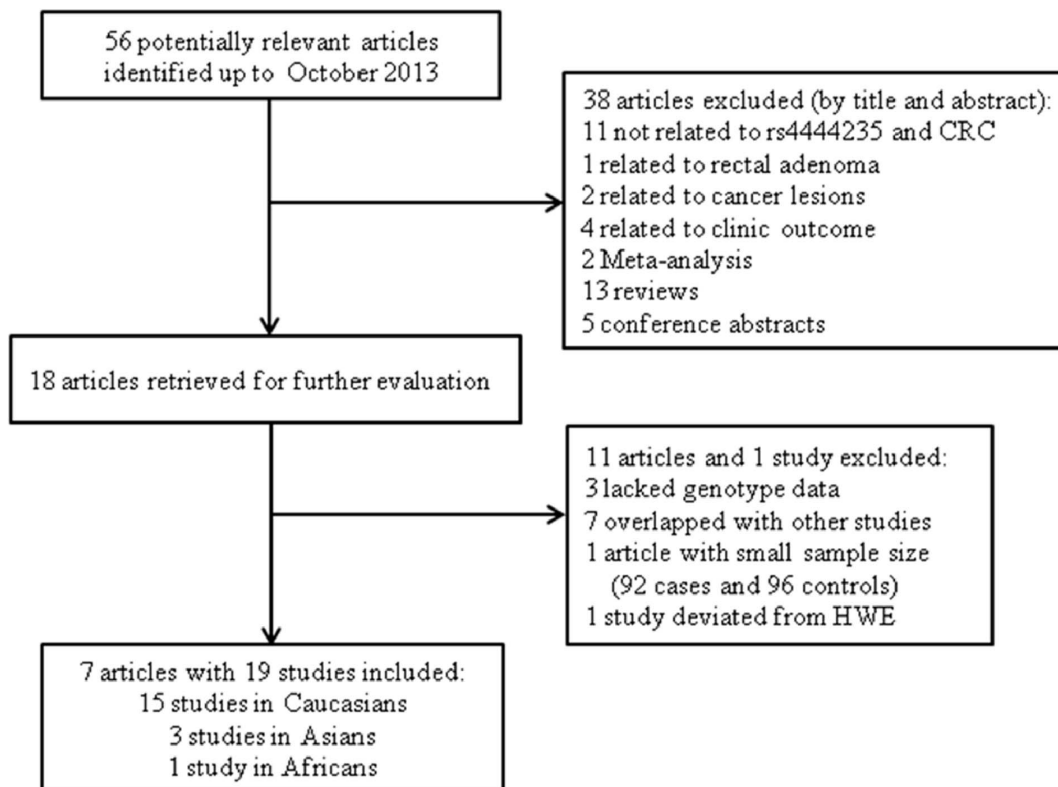 56 potentially relevant articles
identified up to October 2013
38 articles excluded (by title and abstract):
11 not related to rs4444235 and CRC
1 related to rectal adenoma
2 related to cancer lesions
4 related to clinic outcome
2 Meta-analysis
13 reviews
5 conference abstracts
18 articles retrieved for further evaluation
11 articles and 1 study excluded:
3 lacked genotype data
7 overlapped with other studies
1 article with small sample size
(92 cases and 96 controls)
1 study deviated from HWE
7 articles with 19 studies included:
15 studies in Caucasians
3 studies in Asians
1 study in Africans